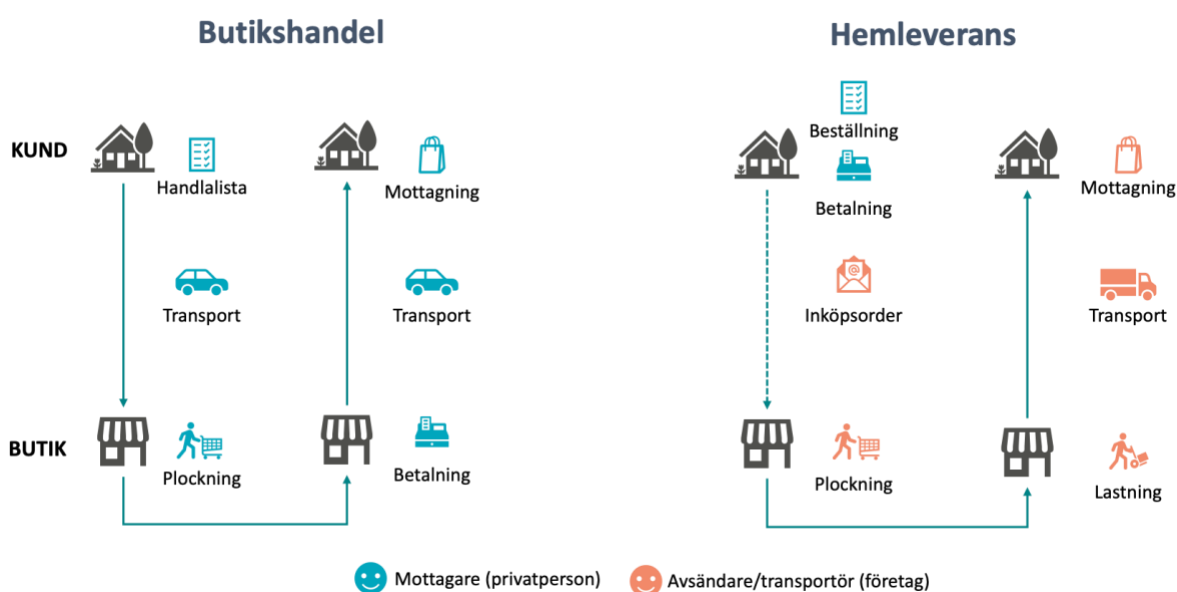 Butikshandel
Hemleverans
KUND
Handlalista
Mottagning
Transport
Transport
BUTIK
Plockning
Betalning
Beställning
Betalning
Mottagning
Inköpsorder
Transport
Plockning
Lastning
Mottagare (privatperson)
Avsändare/transportör (företag)